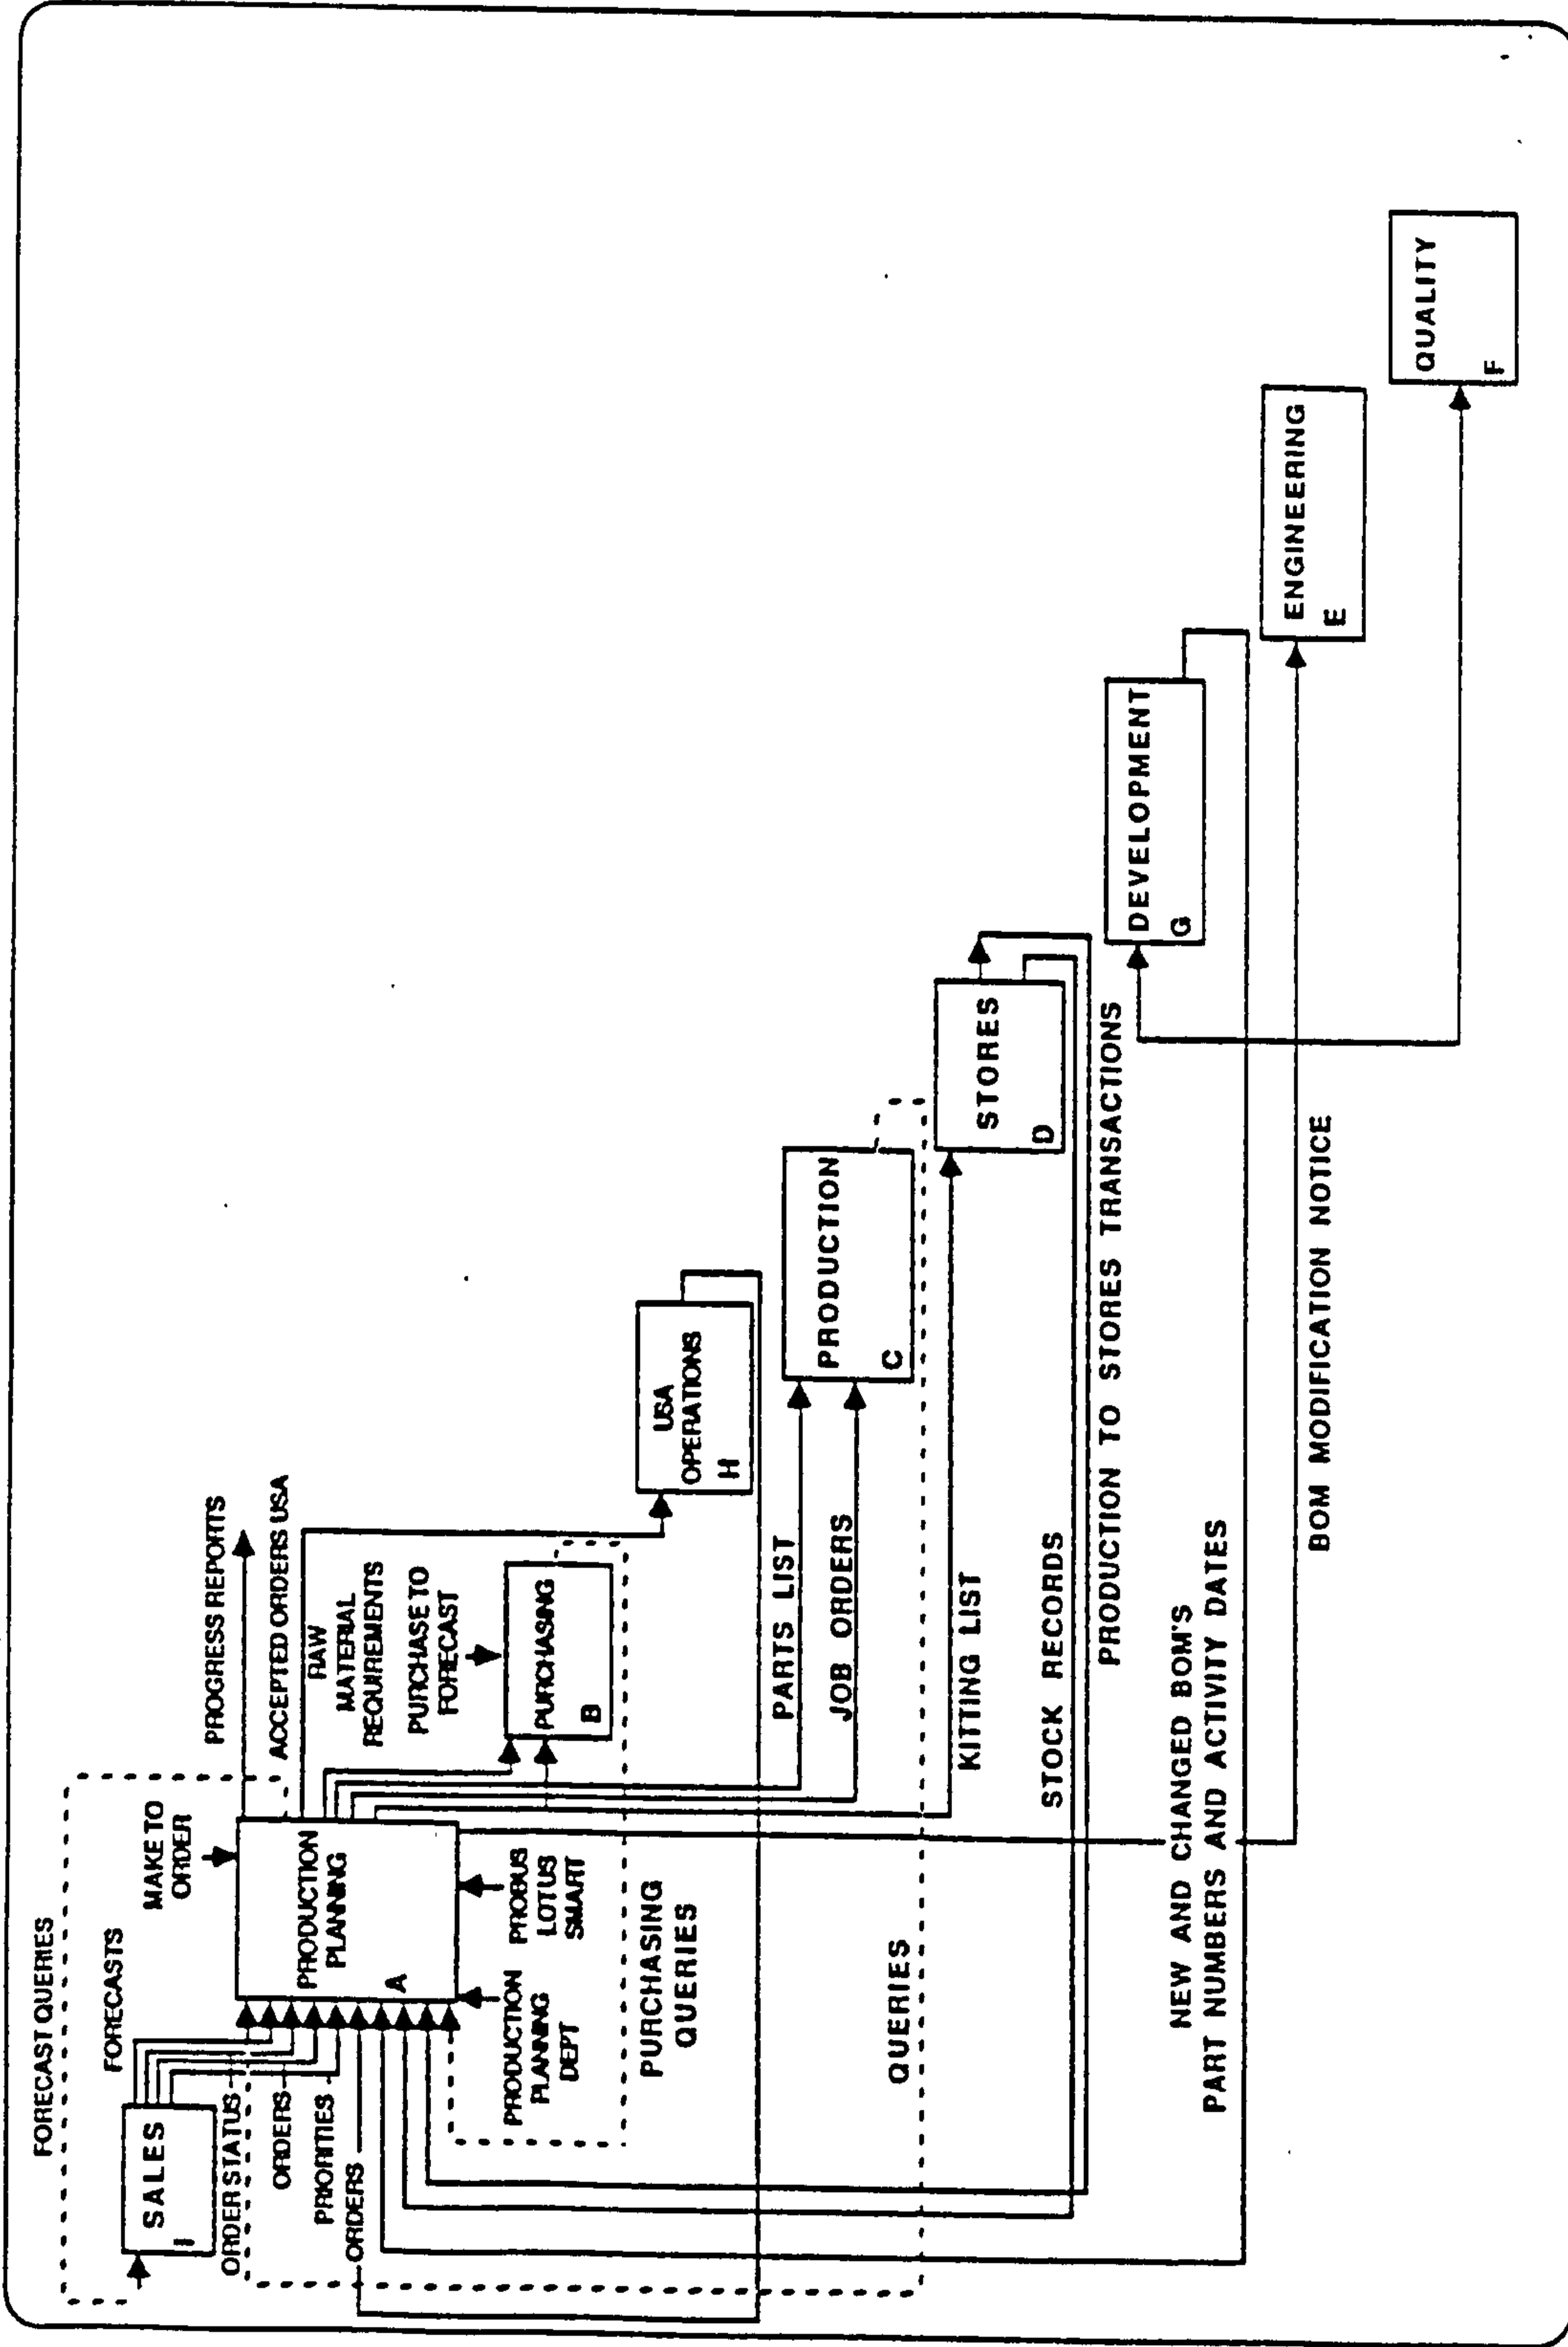 FORECAST QUERIES
SALES
I
FORECASTS
ORDER STATUS
ORDERS
PRIORITIES
ORDERS
MAKE TO
ORDER
PRODUCTION
PLANNING
A
PRODUCTION
PLANNING
DEPT
PROBUS
LOTUS
SMART
PROGRESS REPORTS
ACCEPTED ORDERS USA
RAW
MATERIAL
REQUIREMENTS
PURCHASE TO
FORECAST
PURCHASING
B
PURCHASING
QUERIES
USA
OPERATIONS
H
PARTS LIST
JOB ORDERS
PRODUCTION
C
QUERIES
KITTING LIST
STORES
D
STOCK RECORDS
PRODUCTION TO STORES TRANSACTIONS
DEVELOPMENT
G
NEW AND CHANGED BOM'S
PART NUMBERS AND ACTIVITY DATES
ENGINEERING
E
BOM MODIFICATION NOTICE
QUALITY
F